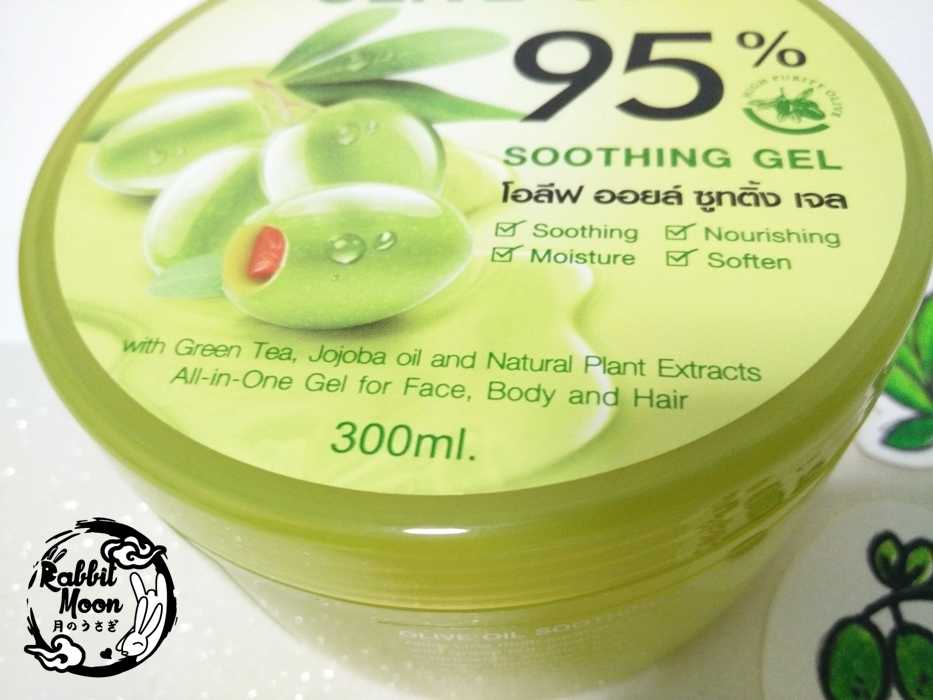 OLIVE
95%
HIGH PURITY OLIVE
SOOTHING GEL
โอลีฟ ออยล์ ซูทติ้ง เจล
Soothing Nourishing
Moisture Soften
with Green Tea, Jojoba oil and Natural Plant Extracts
All-in-One Gel for Face, Body and Hair
300ml.
OLIVE OIL SOOTHING
Rabbit
Moon
月のうさぎ